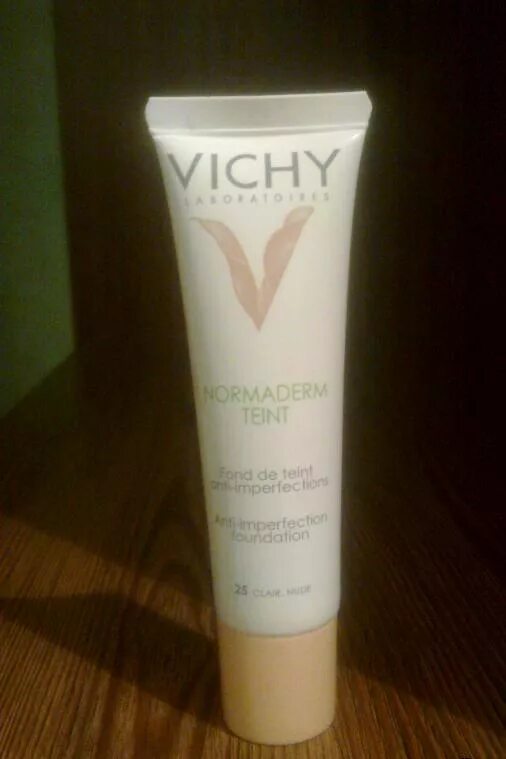 VICHY
LABORATOIRES
NORMADERM
TEINT
Fond de teint
anti-imperfections
Anti-imperfection
foundation
25 CLAIR, NUDE